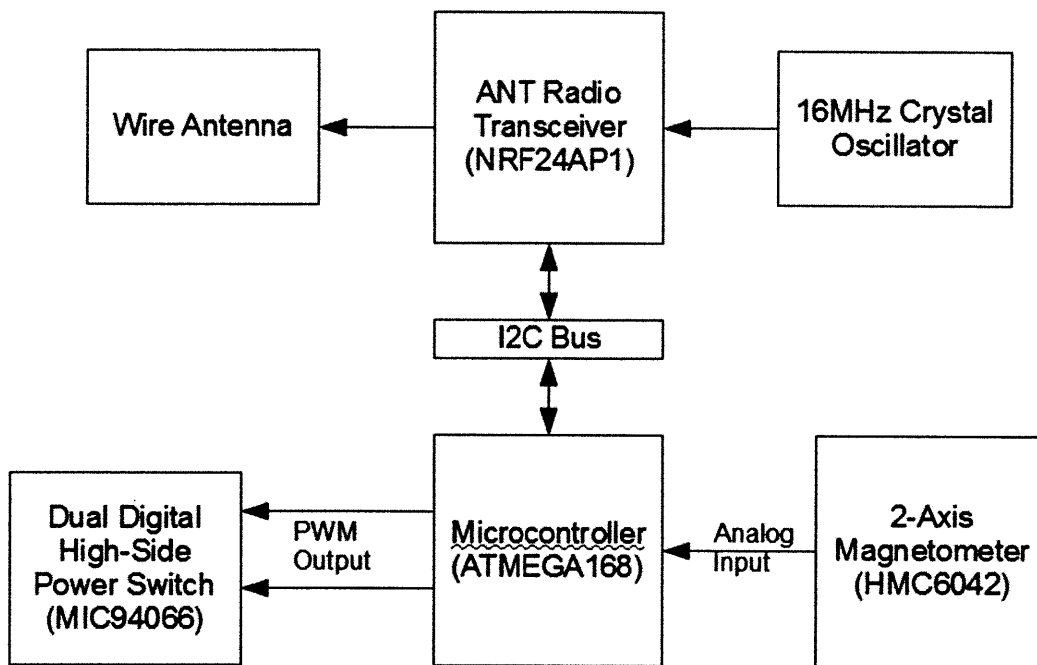 Wire Antenna
ANT Radio
Transceiver
(NRF24AP1)
16MHz Crystal
Oscillator
I2C Bus
Dual Digital
High-Side
Power Switch
(MIC94066)
PWM
Output
Microcontroller
(ATMEGA168)
Analog
Input
2-Axis
Magnetometer
(HMC6042)